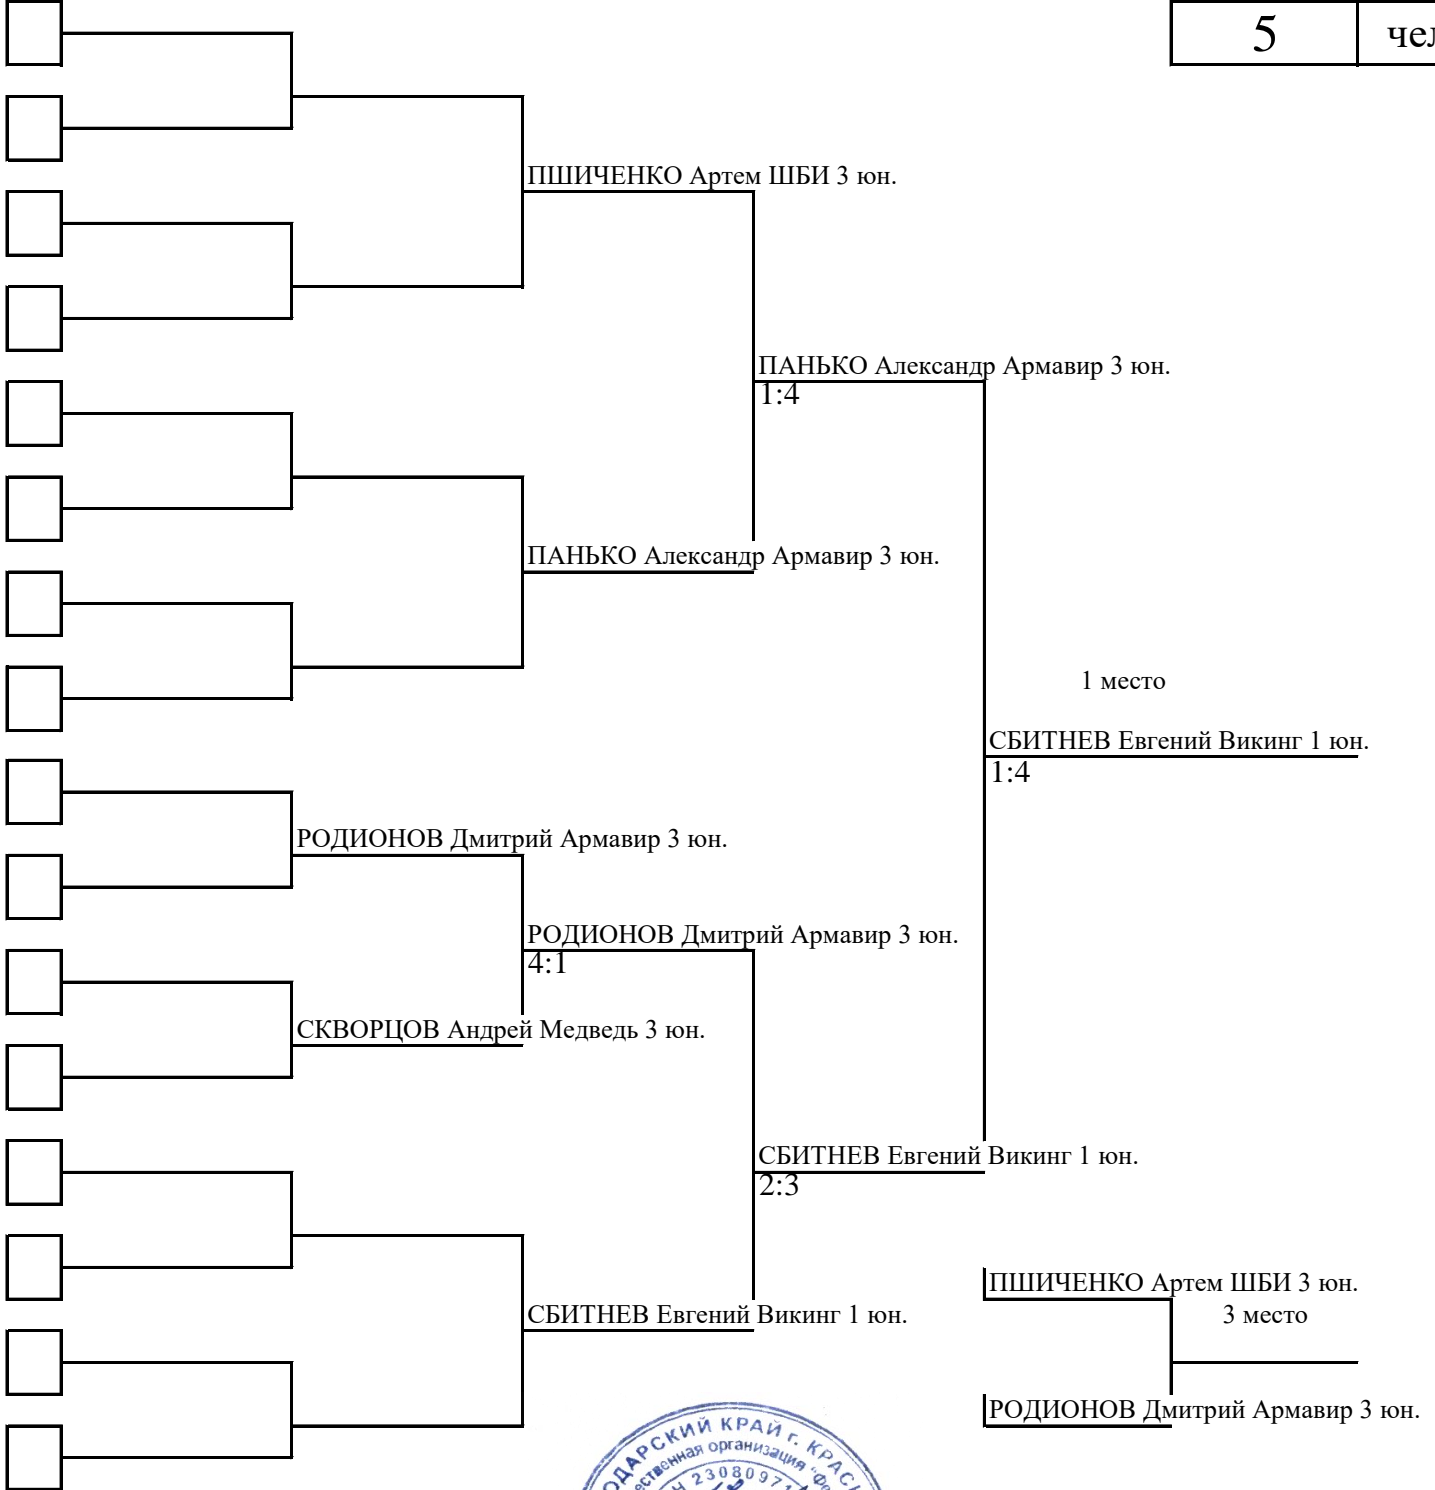 5 чел
ПШИЧЕНКО Артем ШБИ 3 юн.
ПАНЬКО Александр Армавир 3 юн.
1:4
ПАНЬКО Александр Армавир 3 юн.
1 место
СБИТНЕВ Евгений Викинг 1 юн.
1:4
РОДИОНОВ Дмитрий Армавир 3 юн.
РОДИОНОВ Дмитрий Армавир 3 юн.
4:1
СКВОРЦОВ Андрей Медведь 3 юн.
СБИТНЕВ Евгений Викинг 1 юн.
2:3
ПШИЧЕНКО Артем ШБИ 3 юн.
СБИТНЕВ Евгений Викинг 1 юн.
3 место
РОДИОНОВ Дмитрий Армавир 3 юн.
КРАЙ г.
организация